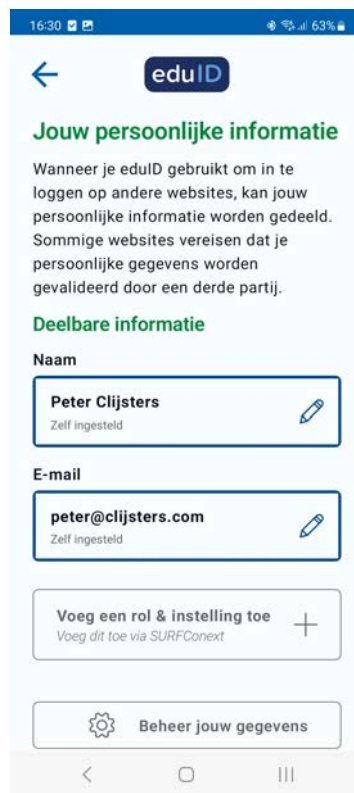 16:30 63%
eduID
Jouw persoonlijke informatie
Wanneer je eduID gebruikt om in te
loggen op andere websites, kan jouw
persoonlijke informatie worden gedeeld.
Sommige websites vereisen dat je
persoonlijke gegevens worden
gevalideerd door een derde partij.
Deelbare informatie
Naam
Peter Clijsters
Zelf ingesteld
E-mail
peter@clijsters.com
Zelf ingesteld
Voeg een rol & instelling toe
Voeg dit toe via SURFConext
Beheer jouw gegevens